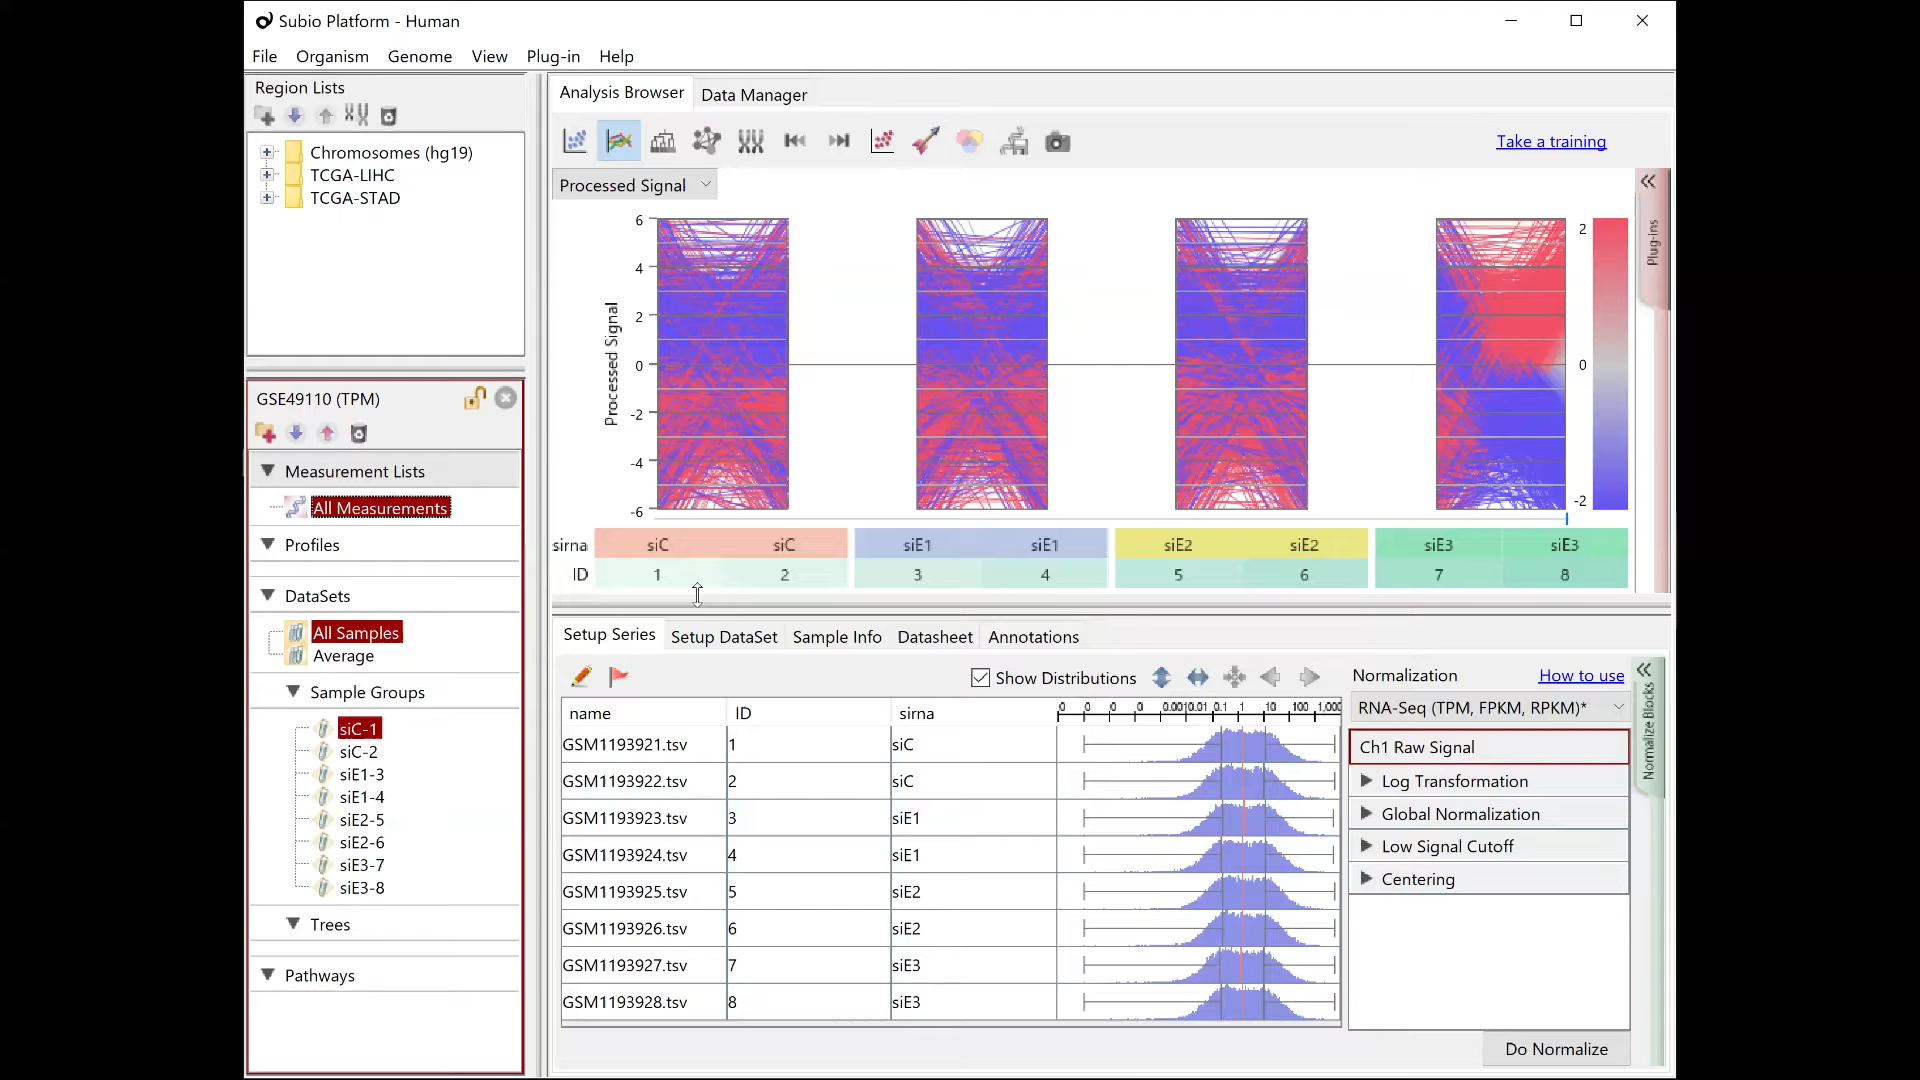 Subio Platform - Human
File Organism Genome View Plug-in Help
Region Lists
Chromosomes (hg19)
TCGA-LIHC
TCGA-STAD
GSE49110 (TPM)
Measurement Lists
All Measurements
Profiles
DataSets
All Samples
Average
Sample Groups
siC-1
siC-2
siE1-3
siE1-4
siE2-5
siE2-6
siE3-7
siE3-8
Trees
Pathways
Analysis Browser Data Manager
Take a training
Processed Signal
Plug-ins
Processed Signal
6
4
2
0
-2
-4
-6
2
0
-2
sirna siC siC siE1 siE1 siE2 siE2 siE3 siE3
ID 1 2 3 4 5 6 7 8
Setup Series Setup DataSet Sample Info Datasheet Annotations
Show Distributions
name ID sirna 0 0 0 0 0.001 0.01 0.1 1 10 100 1,000
GSM1193921.tsv 1 siC
GSM1193922.tsv 2 siC
GSM1193923.tsv 3 siE1
GSM1193924.tsv 4 siE1
GSM1193925.tsv 5 siE2
GSM1193926.tsv 6 siE2
GSM1193927.tsv 7 siE3
GSM1193928.tsv 8 siE3
Normalization How to use
RNA-Seq (TPM, FPKM, RPKM)*
Ch1 Raw Signal
Log Transformation
Global Normalization
Low Signal Cutoff
Centering
Normalize Blocks
Do Normalize